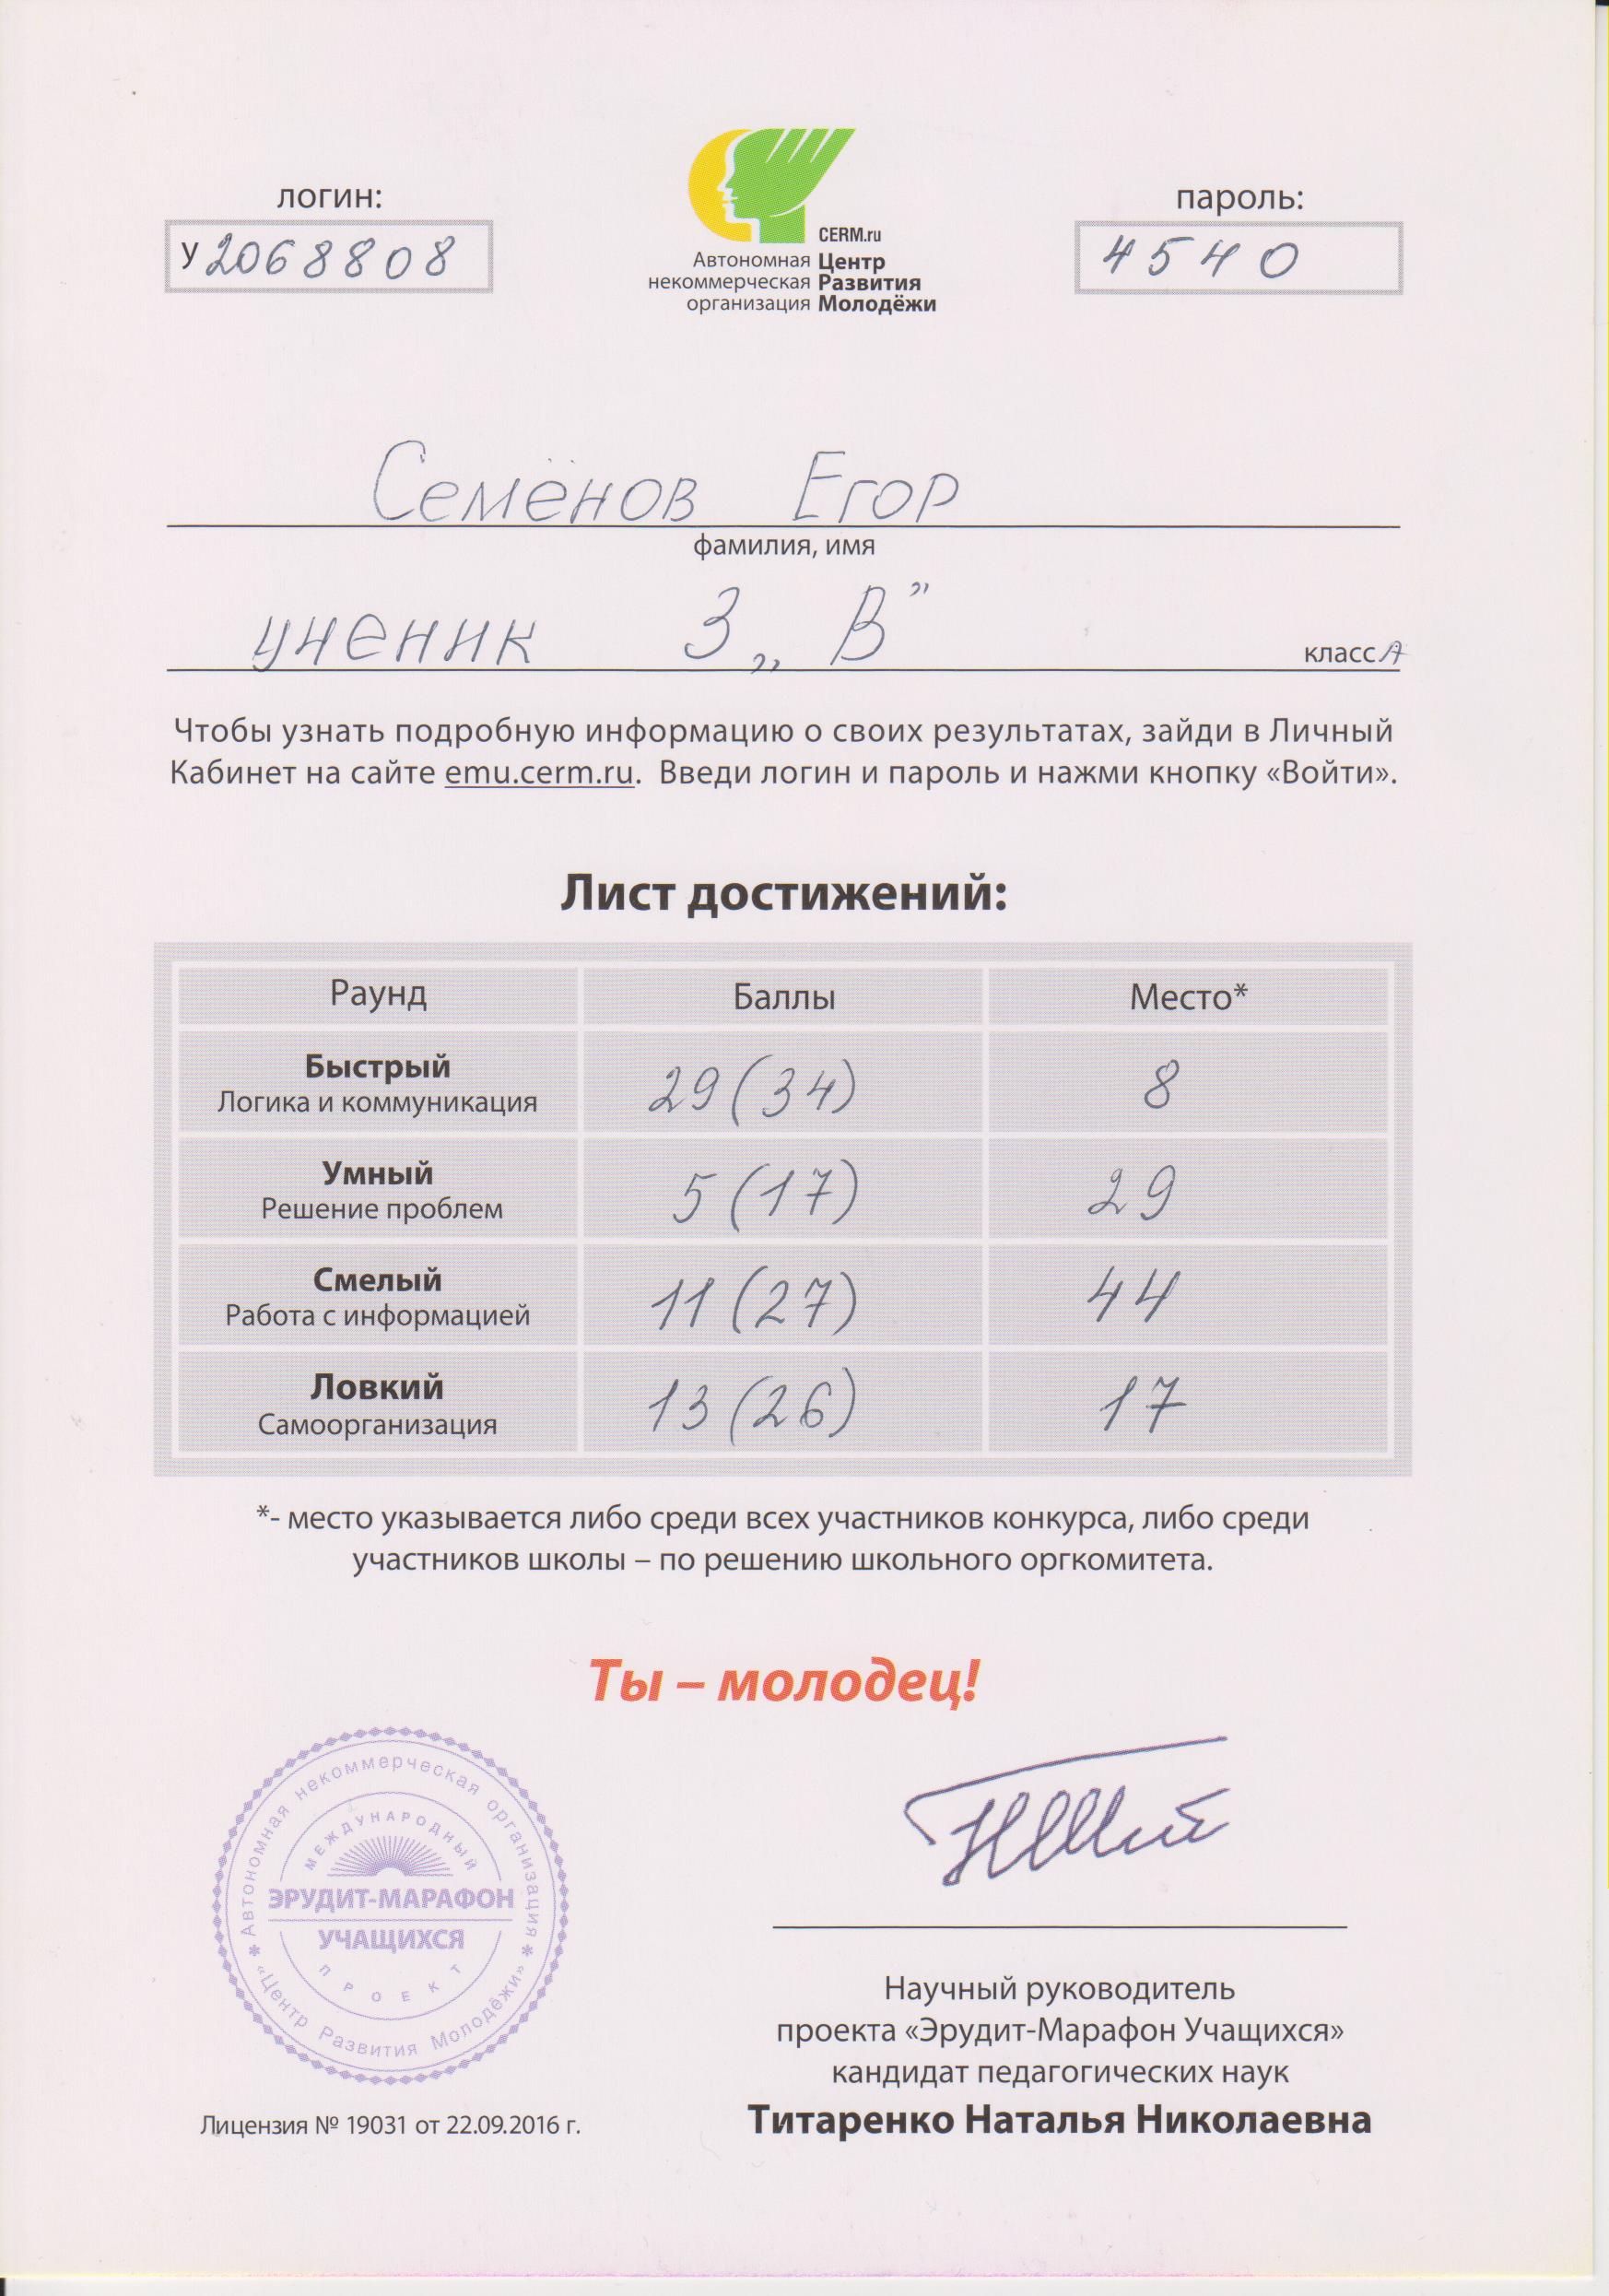 логин:
У 2068808
CERM.ru
Автономная Центр
некоммерческая Развития
организация Молодёжи
пароль:
4540
Семёнов Егор
фамилия, имя
ученик 3 „В”
класса
Чтобы узнать подробную информацию о своих результатах, зайди в Личный
Кабинет на сайте emu.cerm.ru. Введи логин и пароль и нажми кнопку «Войти».
Лист достижений:
Раунд Баллы Место*
Быстрый
Логика и коммуникация
29 (34) 8
Умный
Решение проблем
5 (17) 29
Смелый
Работа с информацией
11 (27) 44
Ловкий
Самоорганизация
13 (26) 17
*- место указывается либо среди всех участников конкурса, либо среди
участников школы – по решению школьного оргкомитета.
Ты – молодец!
Автономная некоммерческая организация
«Центр Развития Молодёжи»
МЕЖДУНАРОДНЫЙ
ЭРУДИТ-МАРАФОН
УЧАЩИХСЯ
ПРОЕКТ
Лицензия № 19031 от 22.09.2016 г.
Научный руководитель
проекта «Эрудит-Марафон Учащихся»
кандидат педагогических наук
Титаренко Наталья Николаевна